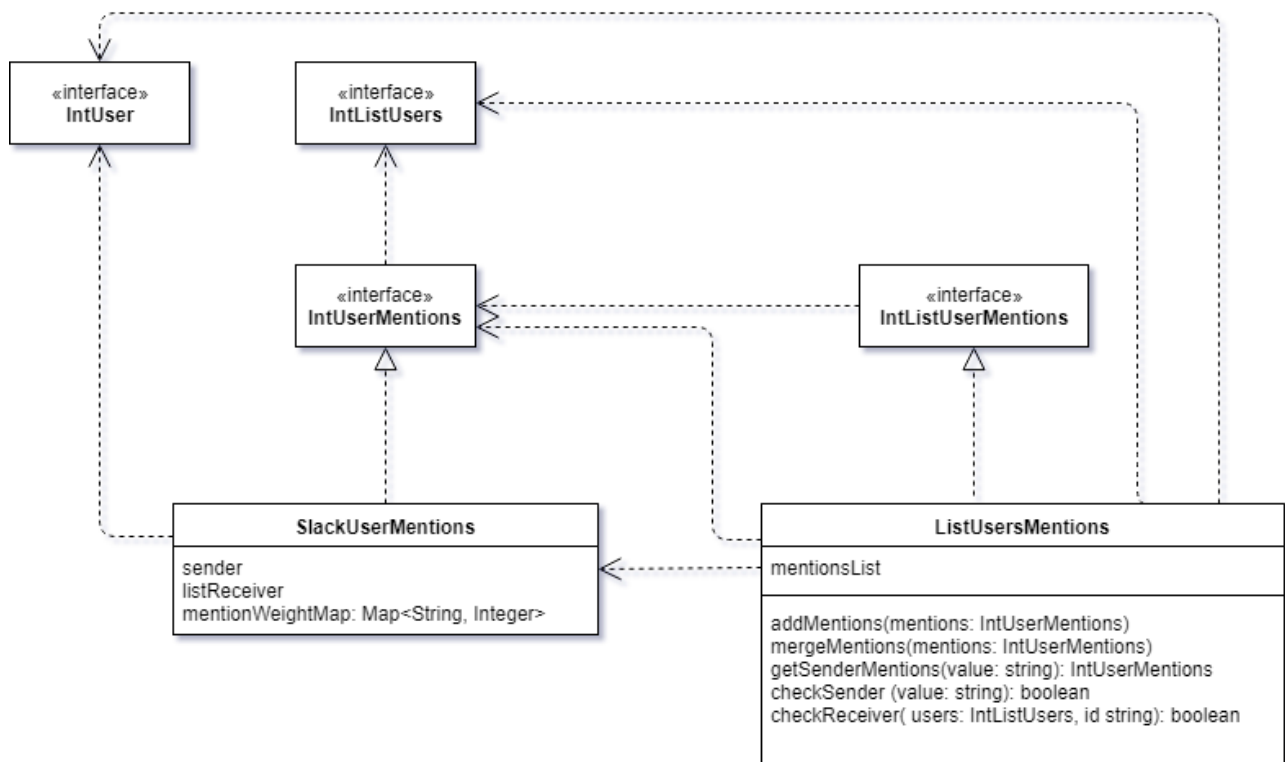 «interface»
IntUser
«interface»
IntListUsers
«interface»
IntUserMentions
«interface»
IntListUserMentions
SlackUserMentions
sender
listReceiver
mentionWeightMap: Map<String, Integer>
ListUsersMentions
mentionsList
addMentions(mentions: IntUserMentions)
mergeMentions(mentions: IntUserMentions)
getSenderMentions(value: string): IntUserMentions
checkSender (value: string): boolean
checkReceiver( users: IntListUsers, id string): boolean